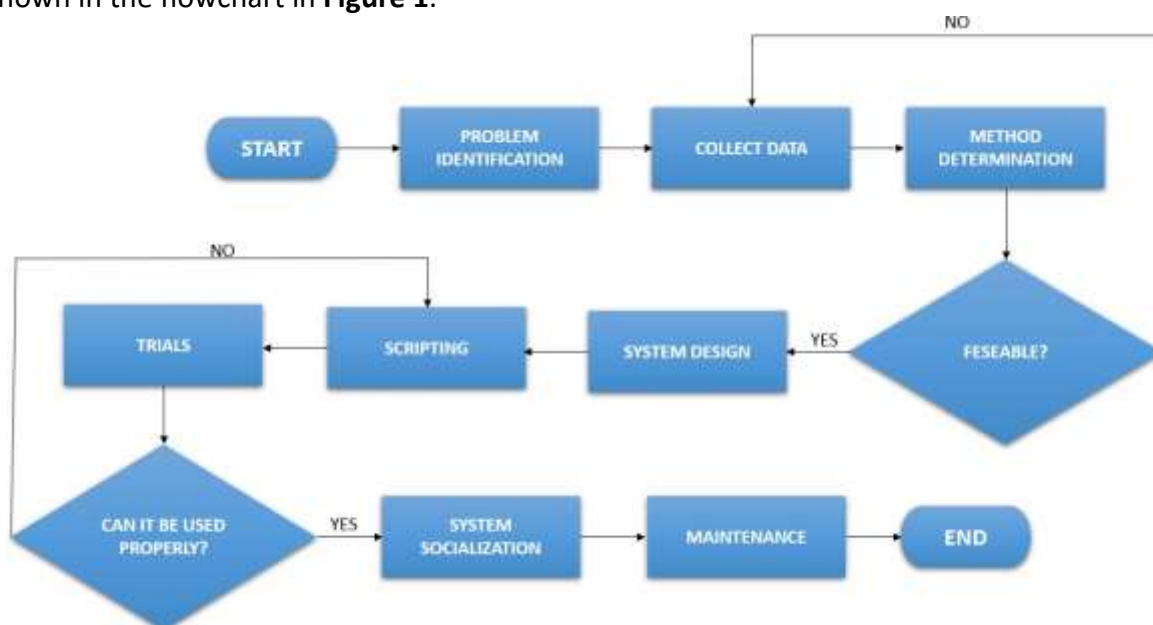 shown in the flowchart in Figure 1.
NO
START
PROBLEM
IDENTIFICATION
COLLECT DATA
METHOD
DETERMINATION
NO
TRIALS
SCRIPTING
SYSTEM DESIGN
YES
FESEABLE?
CAN IT BE USED
PROPERLY?
YES
SYSTEM
SOCIALIZATION
MAINTENANCE
END